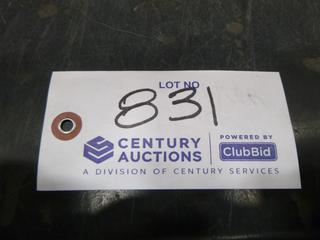 LOT NO
831
CENTURY
AUCTIONS
POWERED BY
ClubBid
A DIVISION OF CENTURY SERVICES